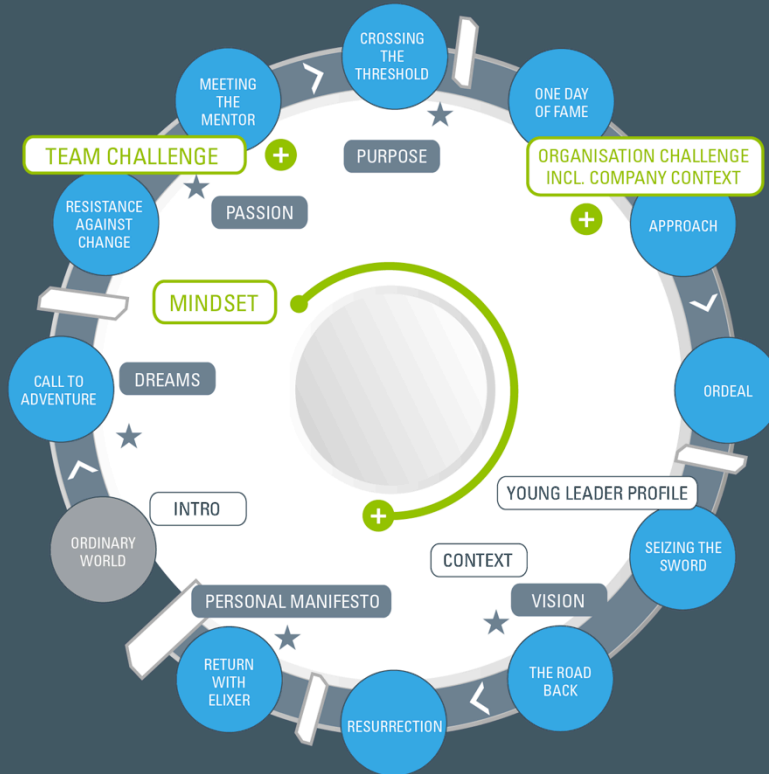 CROSSING
THE
THRESHOLD
MEETING
THE
MENTOR
ONE DAY
OF FAME
TEAM CHALLENGE
PURPOSE
ORGANISATION CHALLENGE
INCL. COMPANY CONTEXT
RESISTANCE
AGAINST
CHANGE
PASSION
APPROACH
MINDSET
CALL TO
ADVENTURE
DREAMS
ORDEAL
INTRO
YOUNG LEADER PROFILE
ORDINARY
WORLD
CONTEXT
SEIZING THE
SWORD
PERSONAL MANIFESTO
VISION
RETURN
WITH
ELIXER
THE ROAD
BACK
RESURRECTION